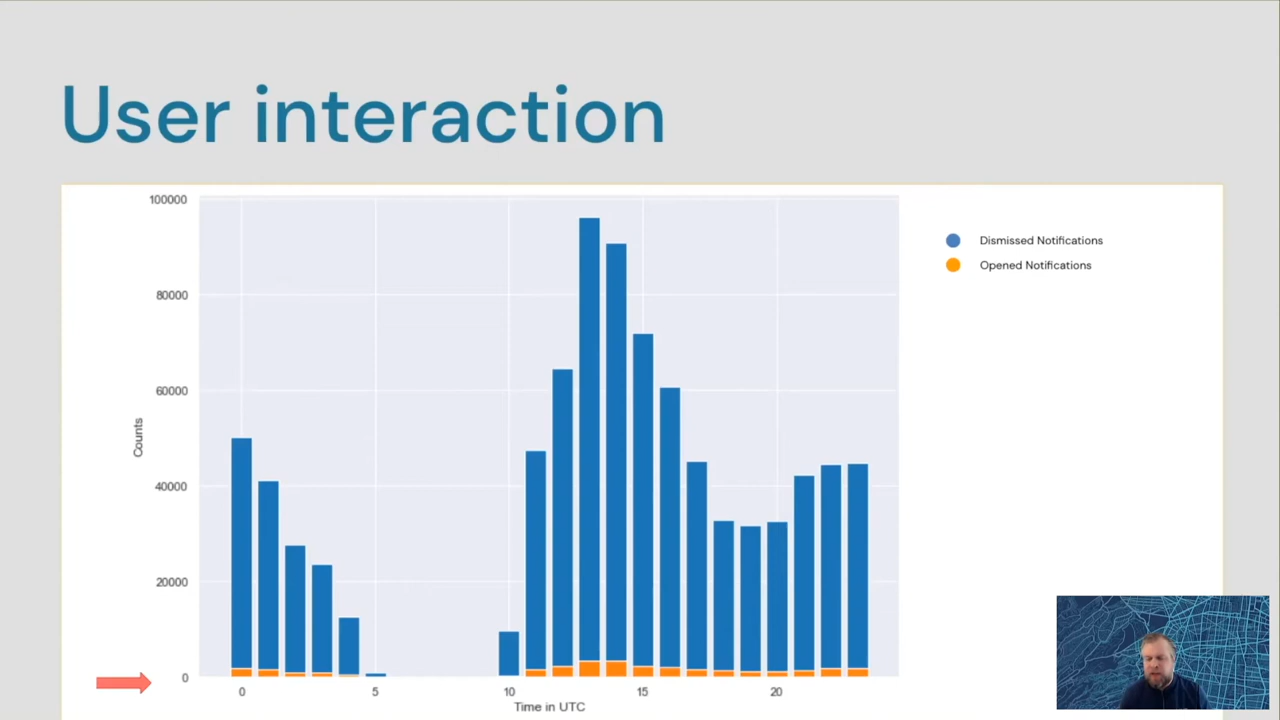 User interaction
100000
80000
60000
40000
20000
0
Counts
0 5 10 15 20
Time in UTC
Dismissed Notifications
Opened Notifications